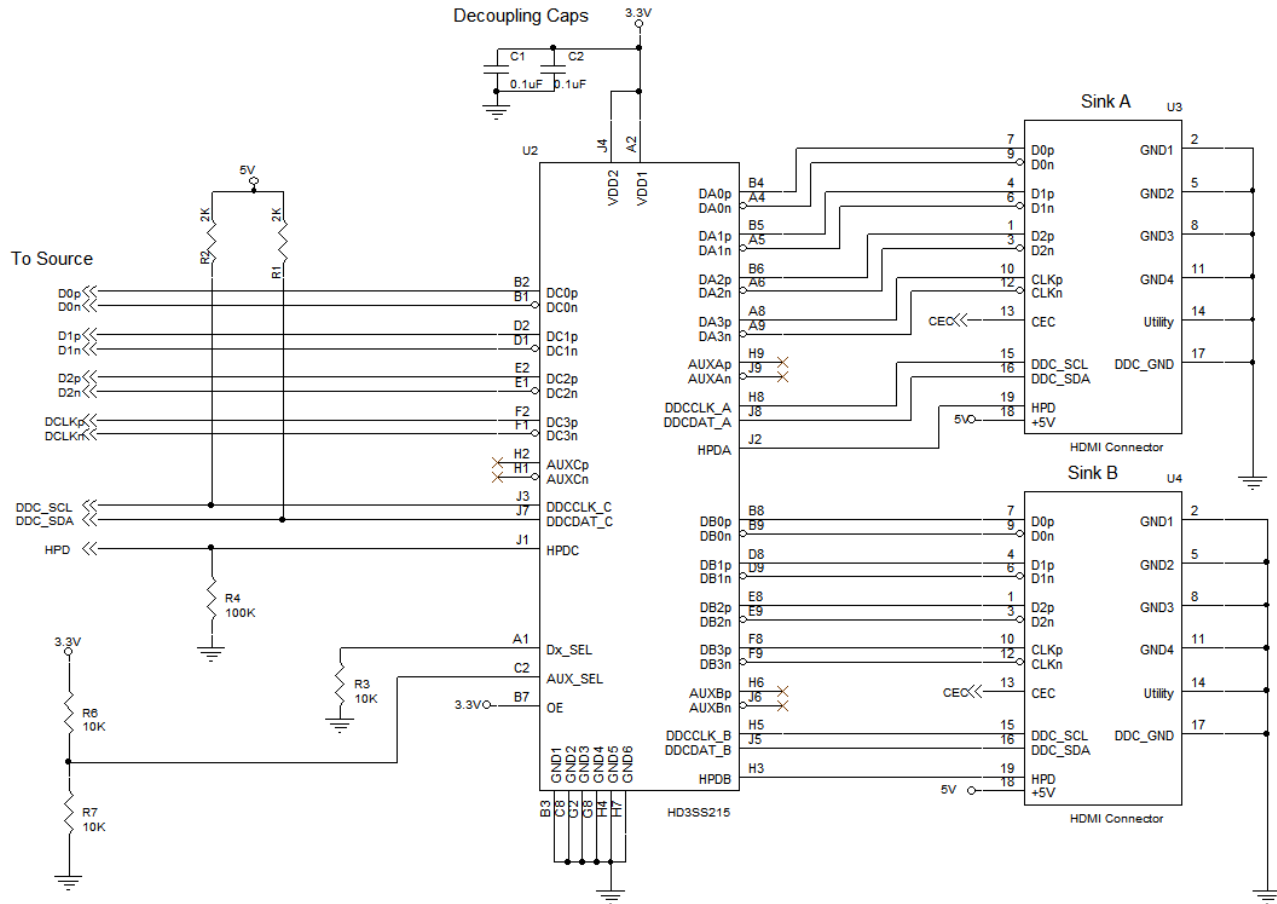 Decoupling Caps
3.3V
C1
C2
0.1uF
0.1uF
Sink A
U3
U2
J4
A2
VDD2
VDD1
5V
2K
2K
R2
R1
To Source
D0p
D0n
D1p
D1n
D2p
D2n
DCLKp
DCLKn
DDC_SCL
DDC_SDA
HPD
B2
B1
D2
D1
E2
E1
F2
F1
H2
H1
J3
J7
J1
DC0p
DC0n
DC1p
DC1n
DC2p
DC2n
DC3p
DC3n
AUXCp
AUXCn
DDCCLK_C
DDCDAT_C
HPDC
R4
100K
3.3V
R6
10K
R7
10K
R3
10K
A1
C2
3.3V
B7
Dx_SEL
AUX_SEL
OE
GND1
GND2
GND3
GND4
GND5
GND6
B3
C8
G2
G8
H4
H7
HD3SS215
DA0p
DA0n
DA1p
DA1n
DA2p
DA2n
DA3p
DA3n
AUXAp
AUXAn
DDCCLK_A
DDCDAT_A
HPDA
B4
A4
B5
A5
B6
A6
A8
A9
H9
J9
H8
J8
J2
DB0p
DB0n
DB1p
DB1n
DB2p
DB2n
DB3p
DB3n
AUXBp
AUXBn
DDCCLK_B
DDCDAT_B
HPDB
B8
B9
D8
D9
E8
E9
F8
F9
H6
J6
H5
J5
H3
7
9
4
6
1
3
10
12
CEC
13
15
16
19
5V
18
D0p
D0n
D1p
D1n
D2p
D2n
CLKp
CLKn
CEC
DDC_SCL
DDC_SDA
HPD
+5V
GND1
GND2
GND3
GND4
Utility
DDC_GND
2
5
8
11
14
17
HDMI Connector
Sink B
U4
7
9
4
6
1
3
10
12
CEC
13
15
16
19
5V
18
D0p
D0n
D1p
D1n
D2p
D2n
CLKp
CLKn
CEC
DDC_SCL
DDC_SDA
HPD
+5V
GND1
GND2
GND3
GND4
Utility
DDC_GND
2
5
8
11
14
17
HDMI Connector